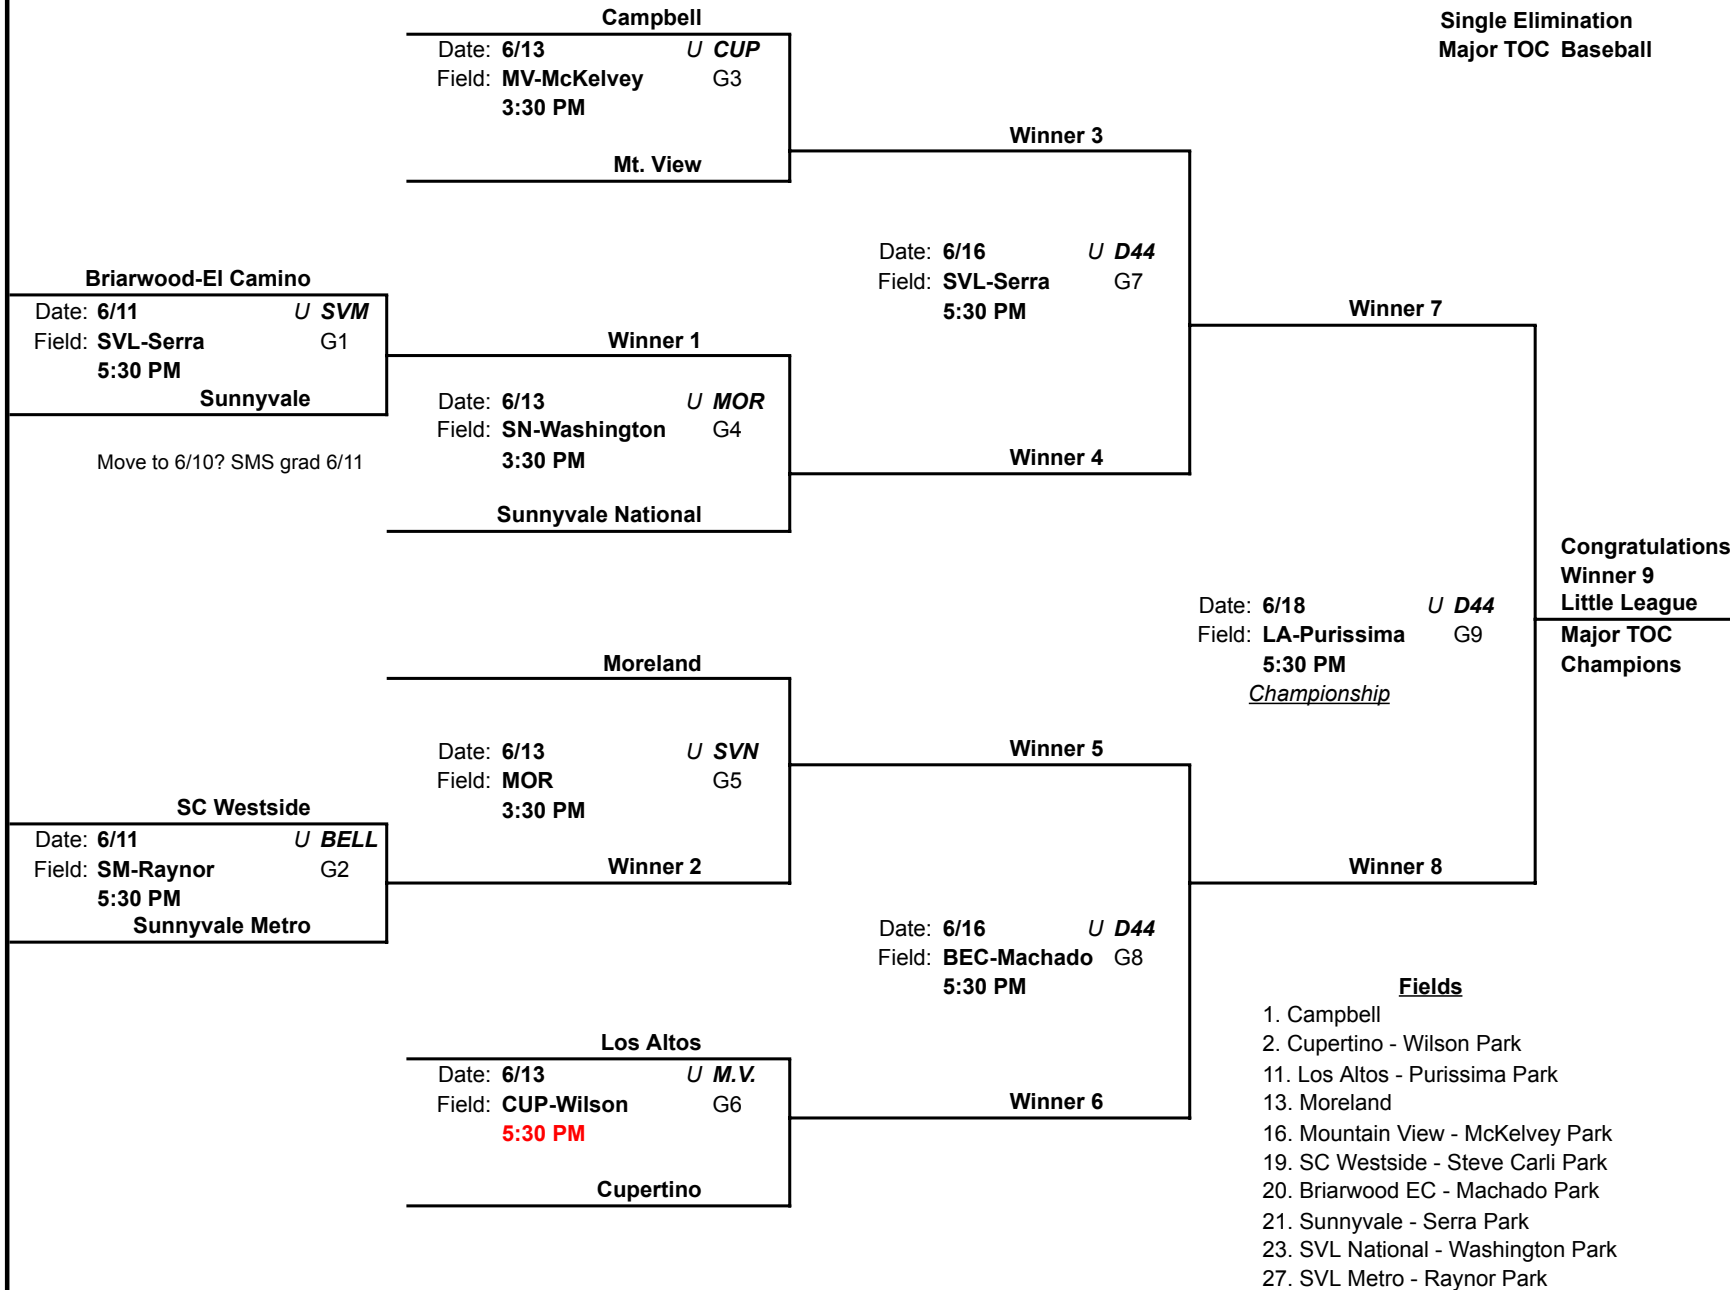 Campbell
Single Elimination
Major TOC Baseball
Date: 6/13 U CUP
Field: MV-McKelvey G3
3:30 PM
Mt. View
Winner 3
Date: 6/16 U D44
Field: SVL-Serra G7
5:30 PM
Briarwood-El Camino
Date: 6/11 U SVM
Field: SVL-Serra G1
5:30 PM
Sunnyvale
Move to 6/10? SMS grad 6/11
Winner 1
Date: 6/13 U MOR
Field: SN-Washington G4
3:30 PM
Sunnyvale National
Winner 4
Winner 7
Congratulations
Winner 9
Little League
Major TOC
Champions
Date: 6/18 U D44
Field: LA-Purissima G9
5:30 PM
Championship
Moreland
Date: 6/13 U SVN
Field: MOR G5
3:30 PM
Winner 2
Winner 5
SC Westside
Date: 6/11 U BELL
Field: SM-Raynor G2
5:30 PM
Sunnyvale Metro
Winner 8
Date: 6/16 U D44
Field: BEC-Machado G8
5:30 PM
Los Altos
Date: 6/13 U M.V.
Field: CUP-Wilson G6
5:30 PM
Cupertino
Winner 6
Fields
1. Campbell
2. Cupertino - Wilson Park
11. Los Altos - Purissima Park
13. Moreland
16. Mountain View - McKelvey Park
19. SC Westside - Steve Carli Park
20. Briarwood EC - Machado Park
21. Sunnyvale - Serra Park
23. SVL National - Washington Park
27. SVL Metro - Raynor Park